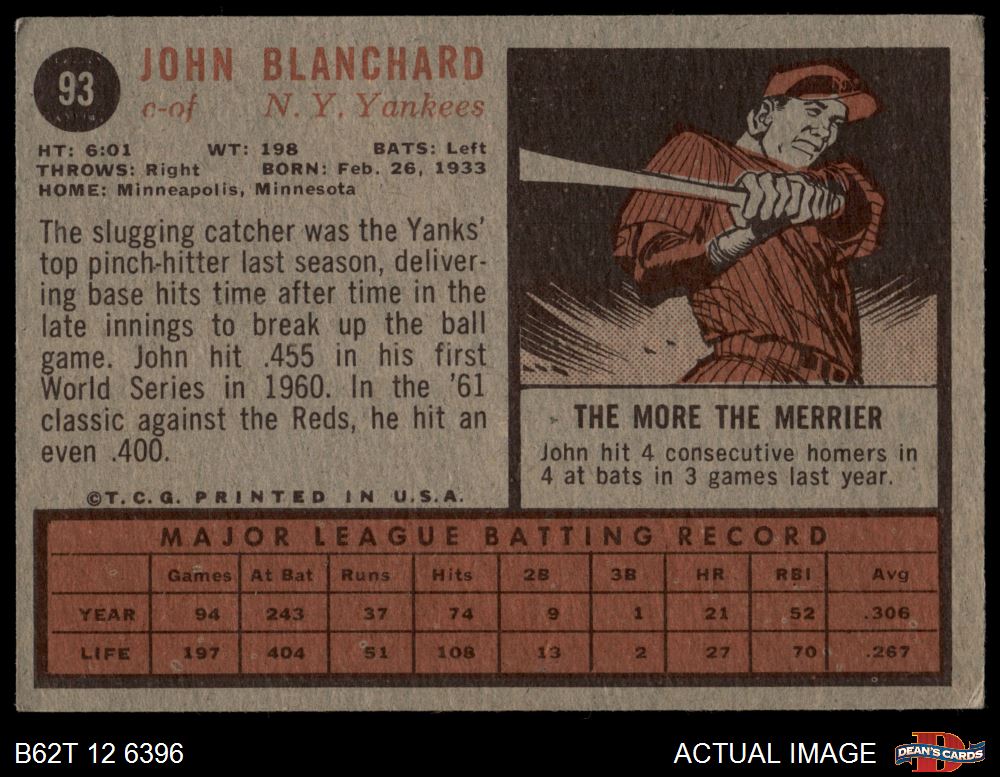 93
JOHN BLANCHARD
c-of N. Y. Yankees
HT: 6:01 WT: 198 BATS: Left
THROWS: Right BORN: Feb. 26, 1933
HOME: Minneapolis, Minnesota
The slugging catcher was the Yanks'
top pinch-hitter last season, deliver-
ing base hits time after time in the
late innings to break up the ball
game. John hit .455 in his first
World Series in 1960. In the '61
classic against the Reds, he hit an
even .400.
©T.C.G. PRINTED IN U.S.A.
THE MORE THE MERRIER
John hit 4 consecutive homers in
4 at bats in 3 games last year.
MAJOR LEAGUE BATTING RECORD
Games At Bat Runs Hits 2B 3B HR RBI Avg
YEAR 94 243 37 74 9 1 21 52 .306
LIFE 197 404 51 108 13 2 27 70 .267
B62T 12 6396
ACTUAL IMAGE
D
DEAN'S CARDS